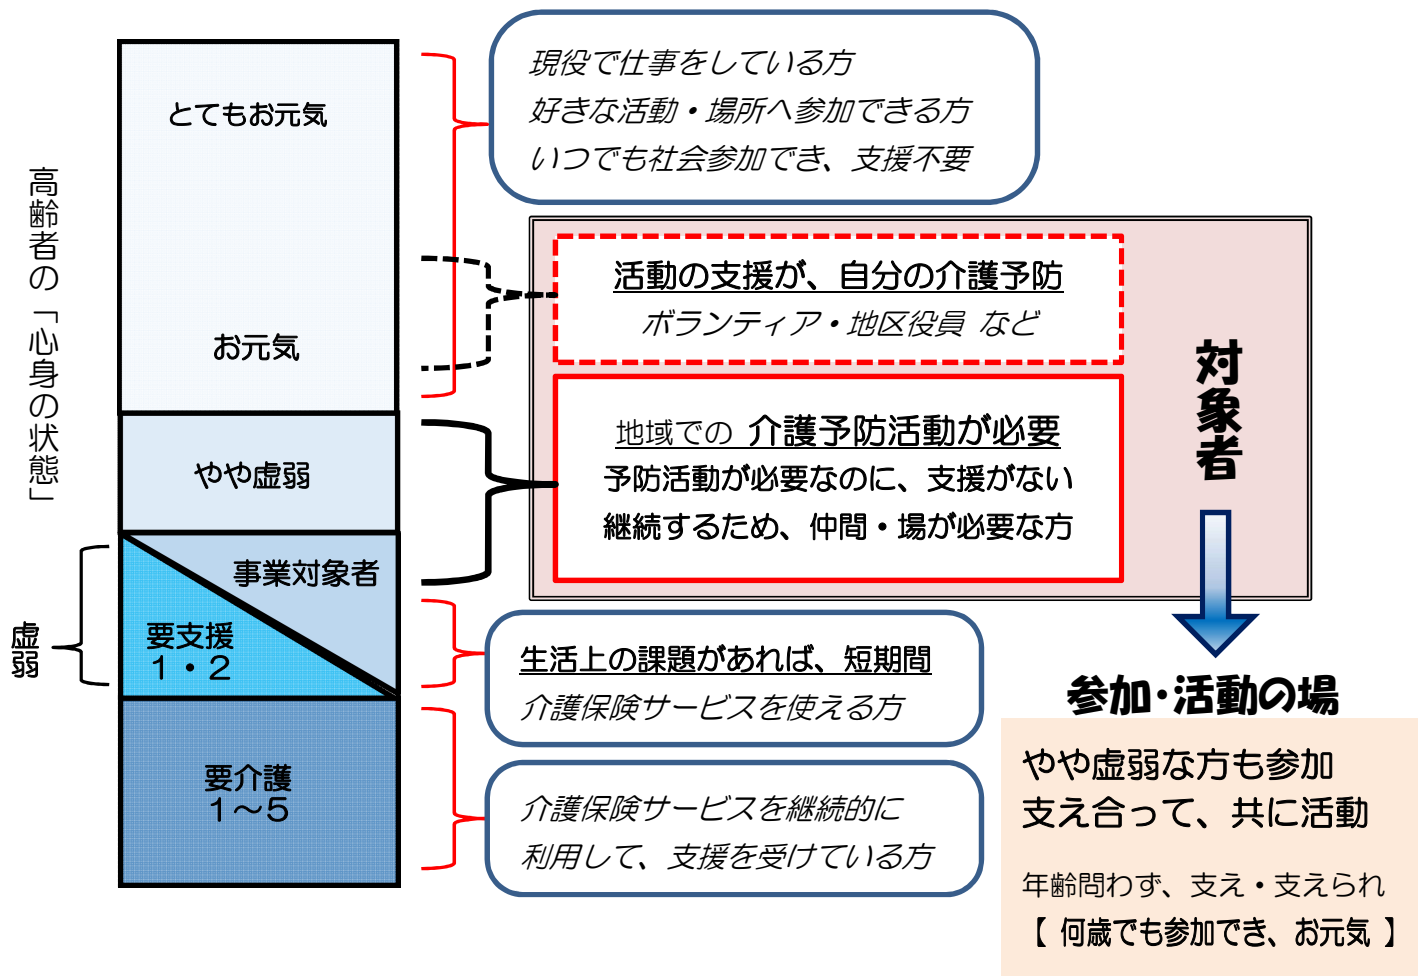 高齢者の「心身の状態」
とてもお元気
お元気
やや虚弱
事業対象者
要支援
１・２
虚弱
要介護
１～５
現役で仕事をしている方
好きな活動・場所へ参加できる方
いつでも社会参加でき、支援不要
活動の支援が、自分の介護予防
ボランティア・地区役員 など
地域での 介護予防活動が必要
予防活動が必要なのに、支援がない
継続するため、仲間・場が必要な方
対象者
生活上の課題があれば、短期間
介護保険サービスを使える方
介護保険サービスを継続的に
利用して、支援を受けている方
参加・活動の場
やや虚弱な方も参加
支え合って、共に活動
年齢問わず、支え・支えられ
【 何歳でも参加でき、お元気 】